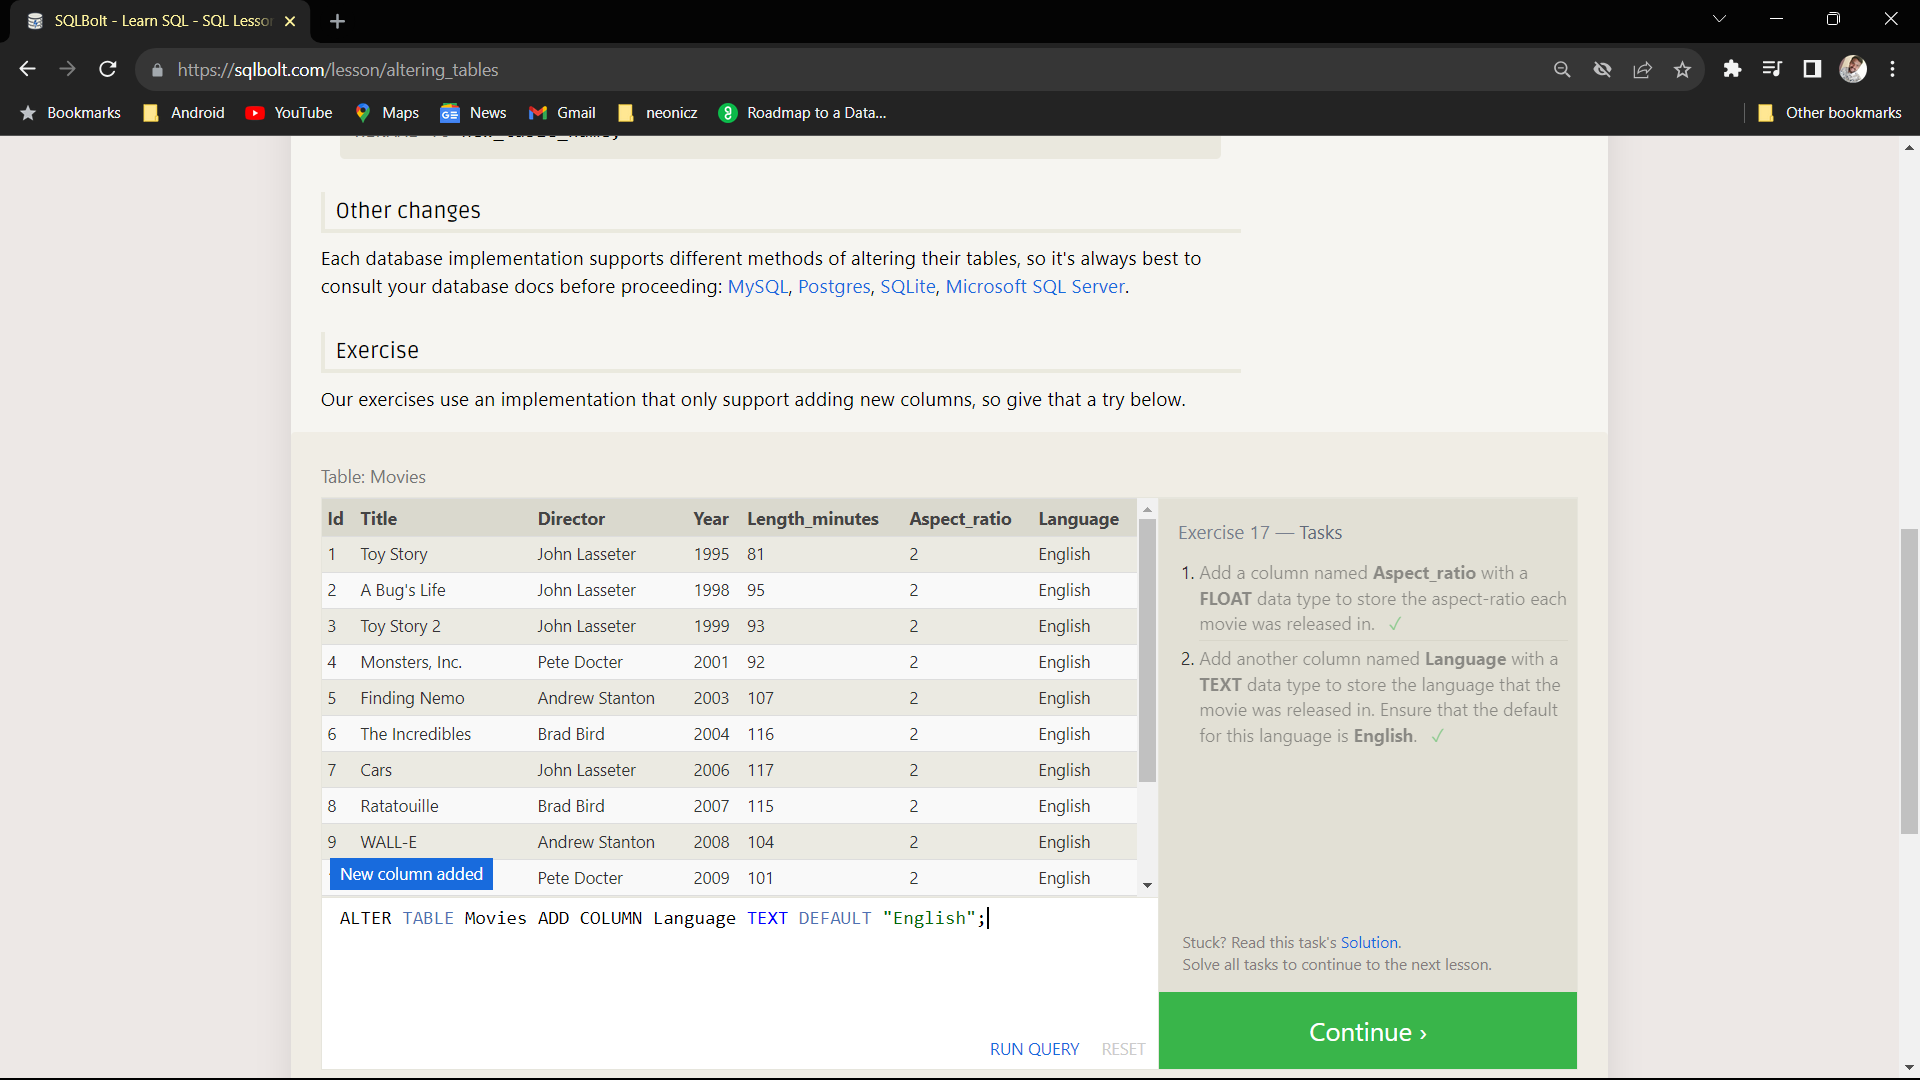 SQLBolt - Learn SQL - SQL Lesso
https://sqlbolt.com/lesson/altering_tables
Bookmarks Android YouTube Maps News Gmail neonicz Roadmap to a Data... Other bookmarks
Other changes
Each database implementation supports different methods of altering their tables, so it's always best to
consult your database docs before proceeding: MySQL, Postgres, SQLite, Microsoft SQL Server.
Exercise
Our exercises use an implementation that only support adding new columns, so give that a try below.
Table: Movies
Id Title Director Year Length_minutes Aspect_ratio Language
1 Toy Story John Lasseter 1995 81 2 English
2 A Bug's Life John Lasseter 1998 95 2 English
3 Toy Story 2 John Lasseter 1999 93 2 English
4 Monsters, Inc. Pete Docter 2001 92 2 English
5 Finding Nemo Andrew Stanton 2003 107 2 English
6 The Incredibles Brad Bird 2004 116 2 English
7 Cars John Lasseter 2006 117 2 English
8 Ratatouille Brad Bird 2007 115 2 English
9 WALL-E Andrew Stanton 2008 104 2 English
New column added Pete Docter 2009 101 2 English
ALTER TABLE Movies ADD COLUMN Language TEXT DEFAULT "English";
RUN QUERY RESET
Exercise 17 — Tasks
1. Add a column named Aspect_ratio with a
FLOAT data type to store the aspect-ratio each
movie was released in. ✓
2. Add another column named Language with a
TEXT data type to store the language that the
movie was released in. Ensure that the default
for this language is English. ✓
Stuck? Read this task's Solution.
Solve all tasks to continue to the next lesson.
Continue ›